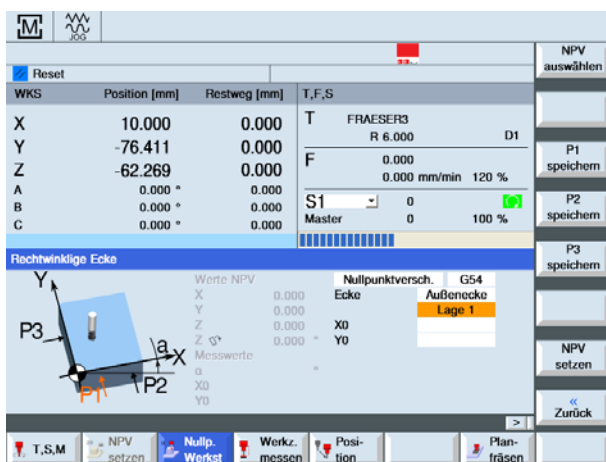 M
JOG
NPV
auswählen
Reset
WKS Position [mm] Restweg [mm] T,F,S
X 10.000 0.000
T FRAESER3
R 6.000 D1
Y -76.411 0.000
F 0.000
0.000 mm/min 120 %
Z -62.269 0.000
A 0.000 ° 0.000
B 0.000 ° 0.000
C 0.000 ° 0.000
S1 0
Master 0 100 %
P1
speichern
P2
speichern
P3
speichern
Rechtwinklige Ecke
Y
P3
a
X
P1
P2
Werte NPV
X 0.000
Y 0.000
Z 0.000
Z 0.000 °
Messwerte
α °
X0
Y0
Nullpunktversch. G54
Ecke Außenecke
Lage 1
X0
Y0
NPV
setzen
«
Zurück
>
T,S,M
NPV
setzen
Nullp.
Werkst
Werkz.
messen
Posi-
tion
Plan-
fräsen